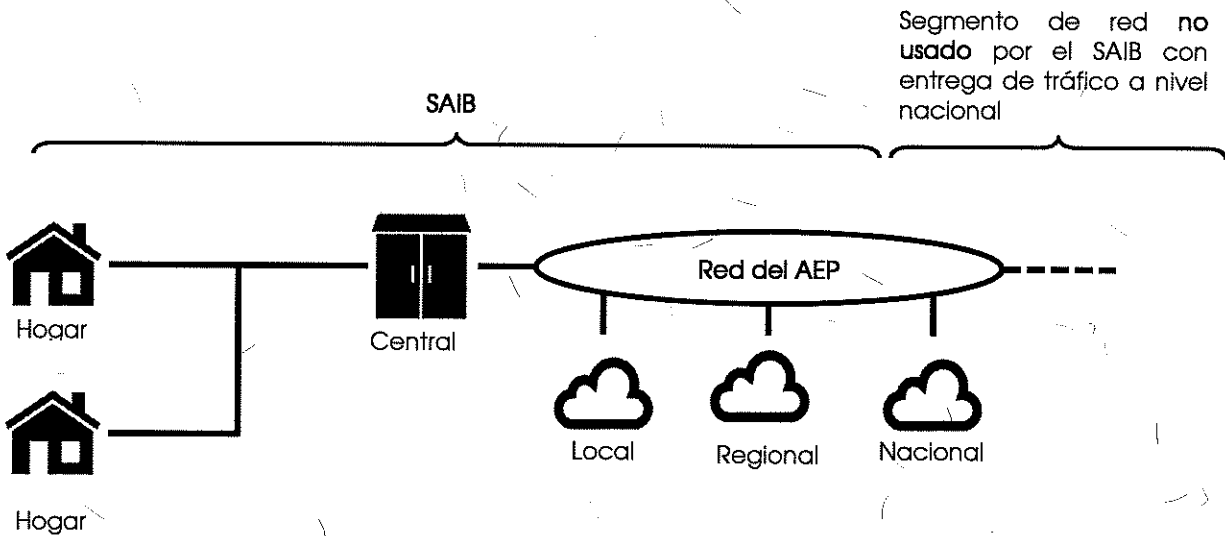 Segmento de red no
usado por el SAIB con
entrega de tráfico a nivel
nacional
SAIB
Red del AEP
Hogar
Central
Local
Regional
Nacional
Hogar